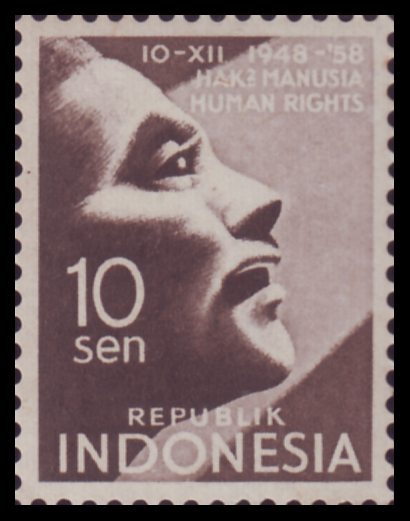 10-XII 1948-'58
HAK2 MANUSIA
HUMAN RIGHTS
10
sen
REPUBLIK
INDONESIA